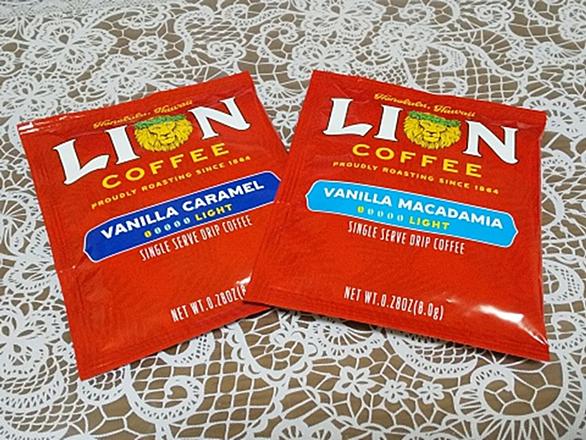 Honolulu, Hawaii
LION
COFFEE
PROUDLY ROASTING SINCE 1864
VANILLA CARAMEL
LIGHT
SINGLE SERVE DRIP COFFEE
NET WT.0.28OZ(8
Honolulu, Hawaii
LION
COFFEE
PROUDLY ROASTING SINCE 1864
VANILLA MACADAMIA
LIGHT
SINGLE SERVE DRIP COFFEE
NET WT.0.28OZ(8.0g)